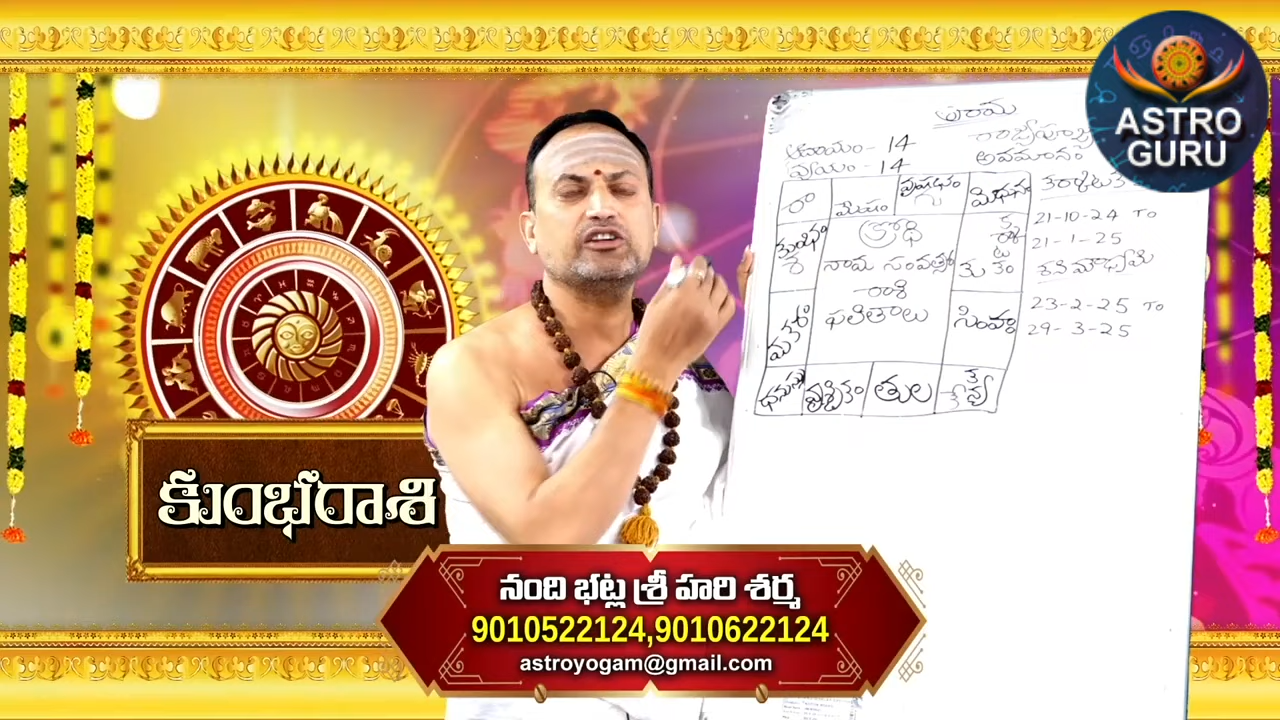 ASTRO
GURU
శ్రీరామ
ఆదాయం - 14
వ్యయం - 14
అవమానం
రా
మేషం
వృషభం
గు
మిథునం
కుంభం
శ
క్రోధి
నామ సంవత్సర
రాశి
ఫలితాలు
కర్కాటకం
సింహం
మకరం
ధనుస్సు
వృశ్చికం
తుల
కే
21-10-24 TO
21-1-25
23-2-25 TO
29-3-25
కుంభరాశి
నంది భట్ల శ్రీ హరి శర్మ
9010522124,9010622124
astroyogam@gmail.com